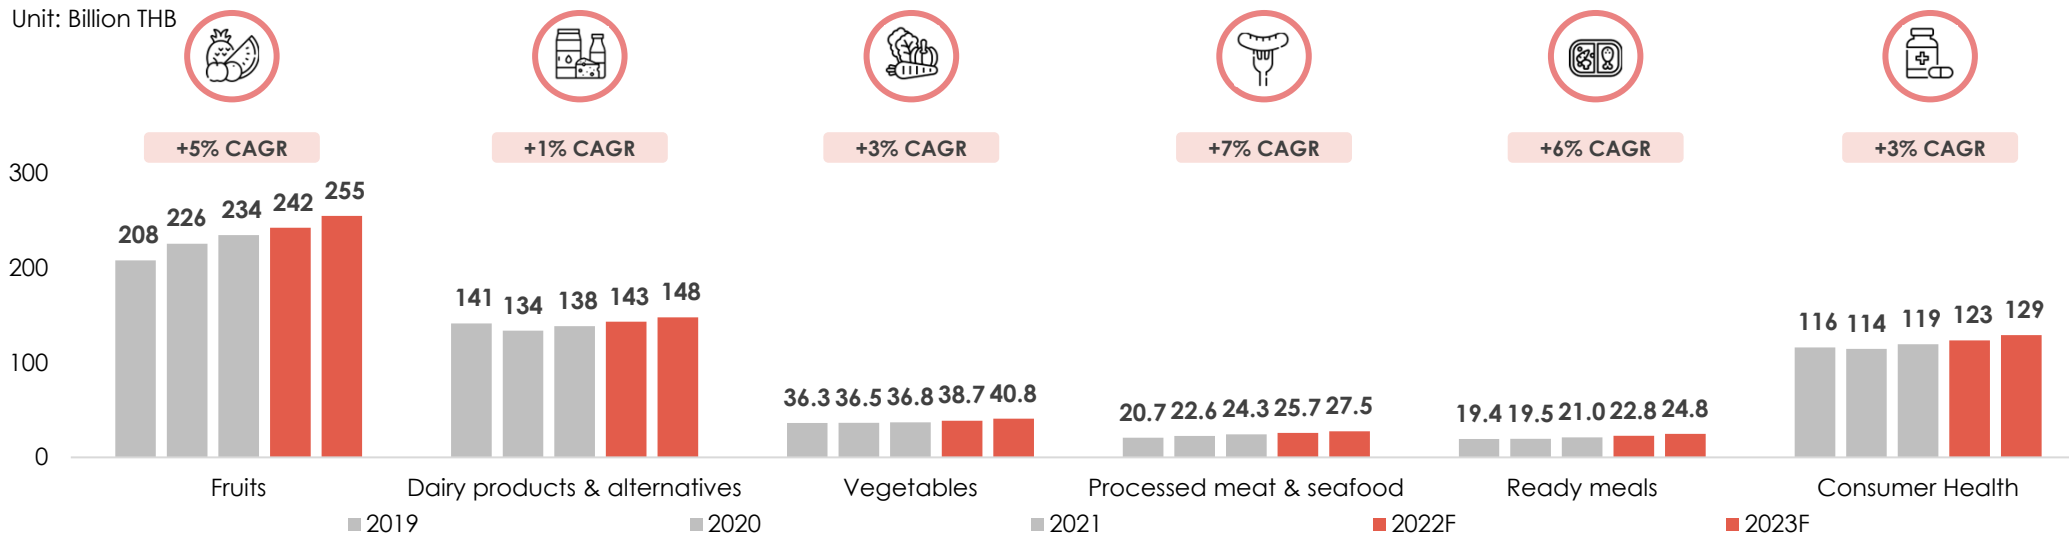 Unit: Billion THB
+5% CAGR +1% CAGR +3% CAGR +7% CAGR +6% CAGR +3% CAGR
300
200
100
0
208 226 234 242 255
141 134 138 143 148
36.3 36.5 36.8 38.7 40.8
20.7 22.6 24.3 25.7 27.5
19.4 19.5 21.0 22.8 24.8
116 114 119 123 129
Fruits Dairy products & alternatives Vegetables Processed meat & seafood Ready meals Consumer Health
2019 2020 2021 2022F 2023F